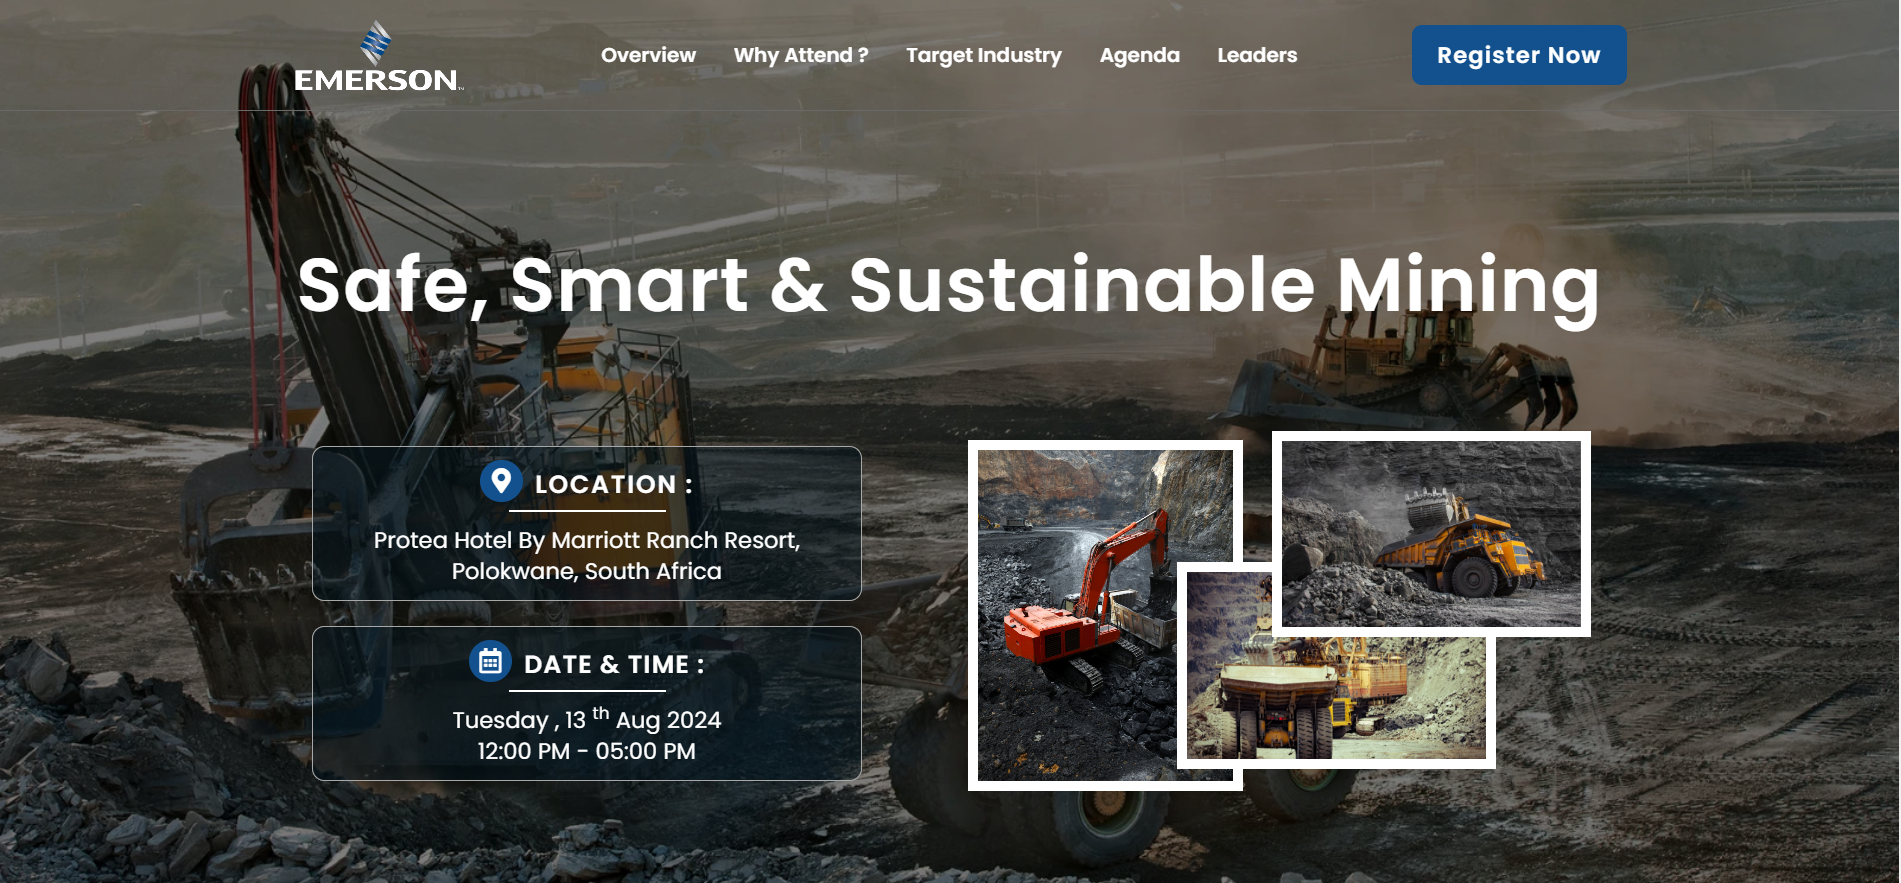 EMERSON
Overview
Why Attend ?
Target Industry
Agenda
Leaders
Register Now
Safe, Smart & Sustainable Mining
LOCATION :
Protea Hotel By Marriott Ranch Resort,
Polokwane, South Africa
DATE & TIME :
Tuesday , 13 th Aug 2024
12:00 PM - 05:00 PM